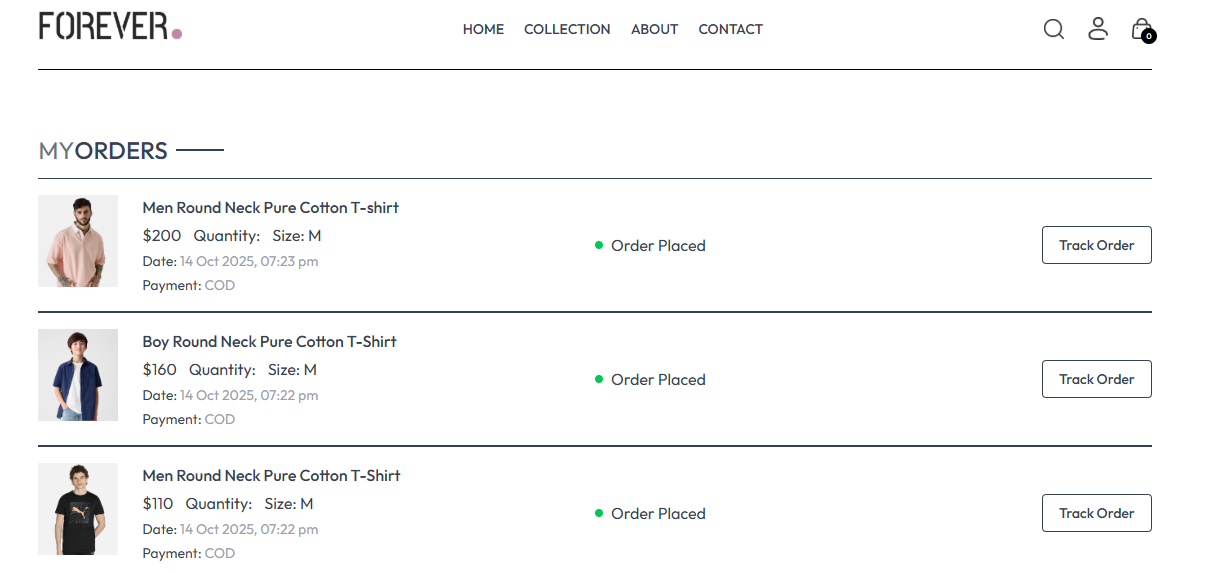 FOREVER.
HOME COLLECTION ABOUT CONTACT
0
MY ORDERS
Men Round Neck Pure Cotton T-shirt
$200 Quantity: Size: M
Date: 14 Oct 2025, 07:23 pm
Payment: COD
Order Placed
Track Order
Boy Round Neck Pure Cotton T-Shirt
$160 Quantity: Size: M
Date: 14 Oct 2025, 07:22 pm
Payment: COD
Order Placed
Track Order
Men Round Neck Pure Cotton T-Shirt
$110 Quantity: Size: M
Date: 14 Oct 2025, 07:22 pm
Payment: COD
Order Placed
Track Order